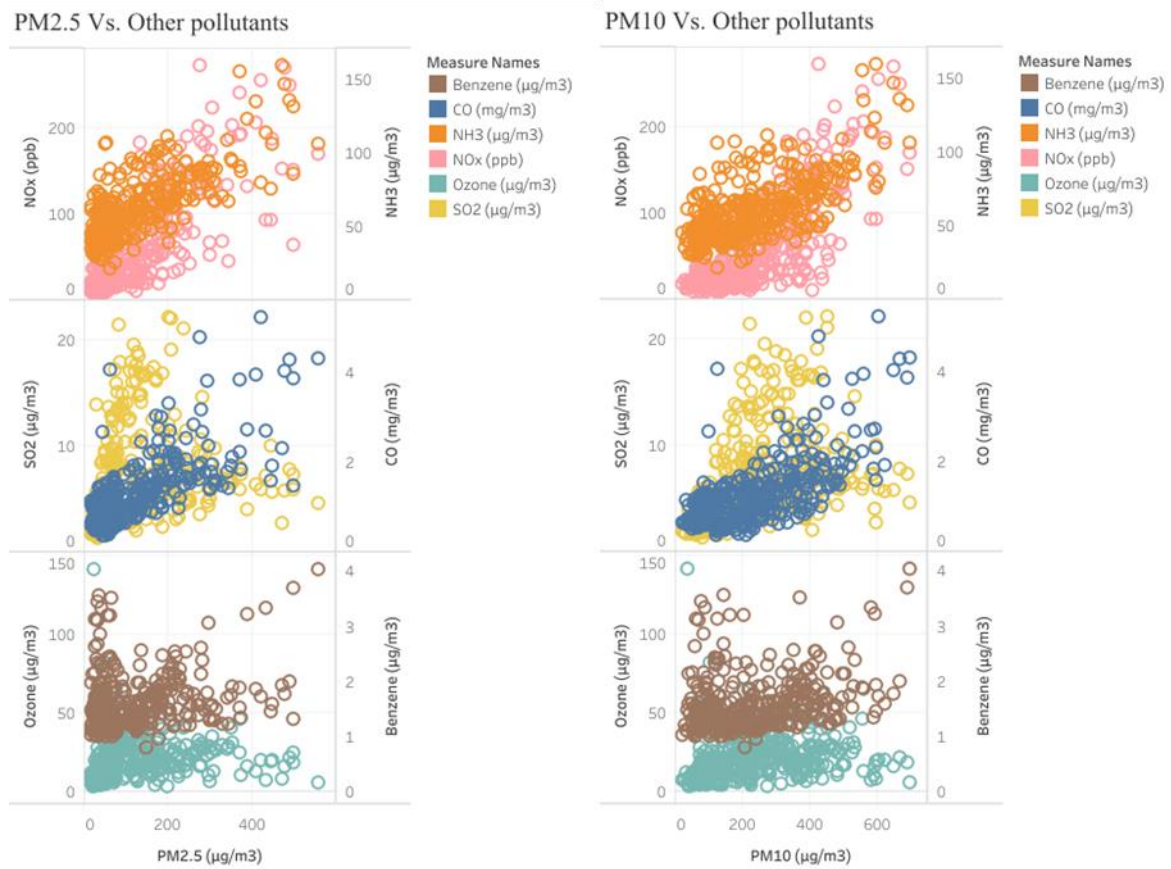 PM2.5 Vs. Other pollutants
NOx (ppb)
200
100
0
NH3 (µg/m3)
150
100
50
0
SO2 (µg/m3)
20
10
0
CO (mg/m3)
4
2
0
Ozone (µg/m3)
150
100
50
0
Benzene (µg/m3)
4
3
2
1
0
0 200 400
PM2.5 (µg/m3)
Measure Names
Benzene (µg/m3)
CO (mg/m3)
NH3 (µg/m3)
NOx (ppb)
Ozone (µg/m3)
SO2 (µg/m3)
PM10 Vs. Other pollutants
NOx (ppb)
200
100
0
NH3 (µg/m3)
150
100
50
0
SO2 (µg/m3)
20
10
0
CO (mg/m3)
4
2
0
Ozone (µg/m3)
150
100
50
0
Benzene (µg/m3)
4
3
2
1
0
0 200 400 600
PM10 (µg/m3)
Measure Names
Benzene (µg/m3)
CO (mg/m3)
NH3 (µg/m3)
NOx (ppb)
Ozone (µg/m3)
SO2 (µg/m3)